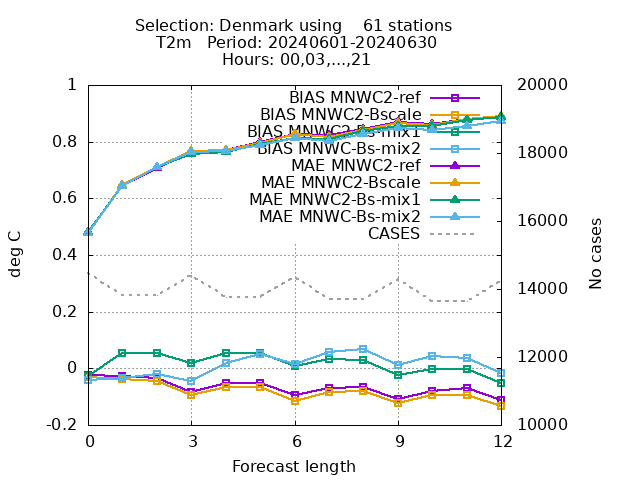 Selection: Denmark using    61 stations
T2m   Period: 20240601-20240630
Hours: 00,03,...,21
BIAS MNWC2-ref
BIAS MNWC2-Bscale
BIAS MNWC2-Bs-mix1
BIAS MNWC-Bs-mix2
MAE MNWC2-ref
MAE MNWC2-Bscale
MAE MNWC2-Bs-mix1
MAE MNWC-Bs-mix2
CASES
1
0.8
0.6
0.4
0.2
0
-0.2
deg C
20000
18000
16000
14000
12000
10000
No cases
0 3 6 9 12
Forecast length